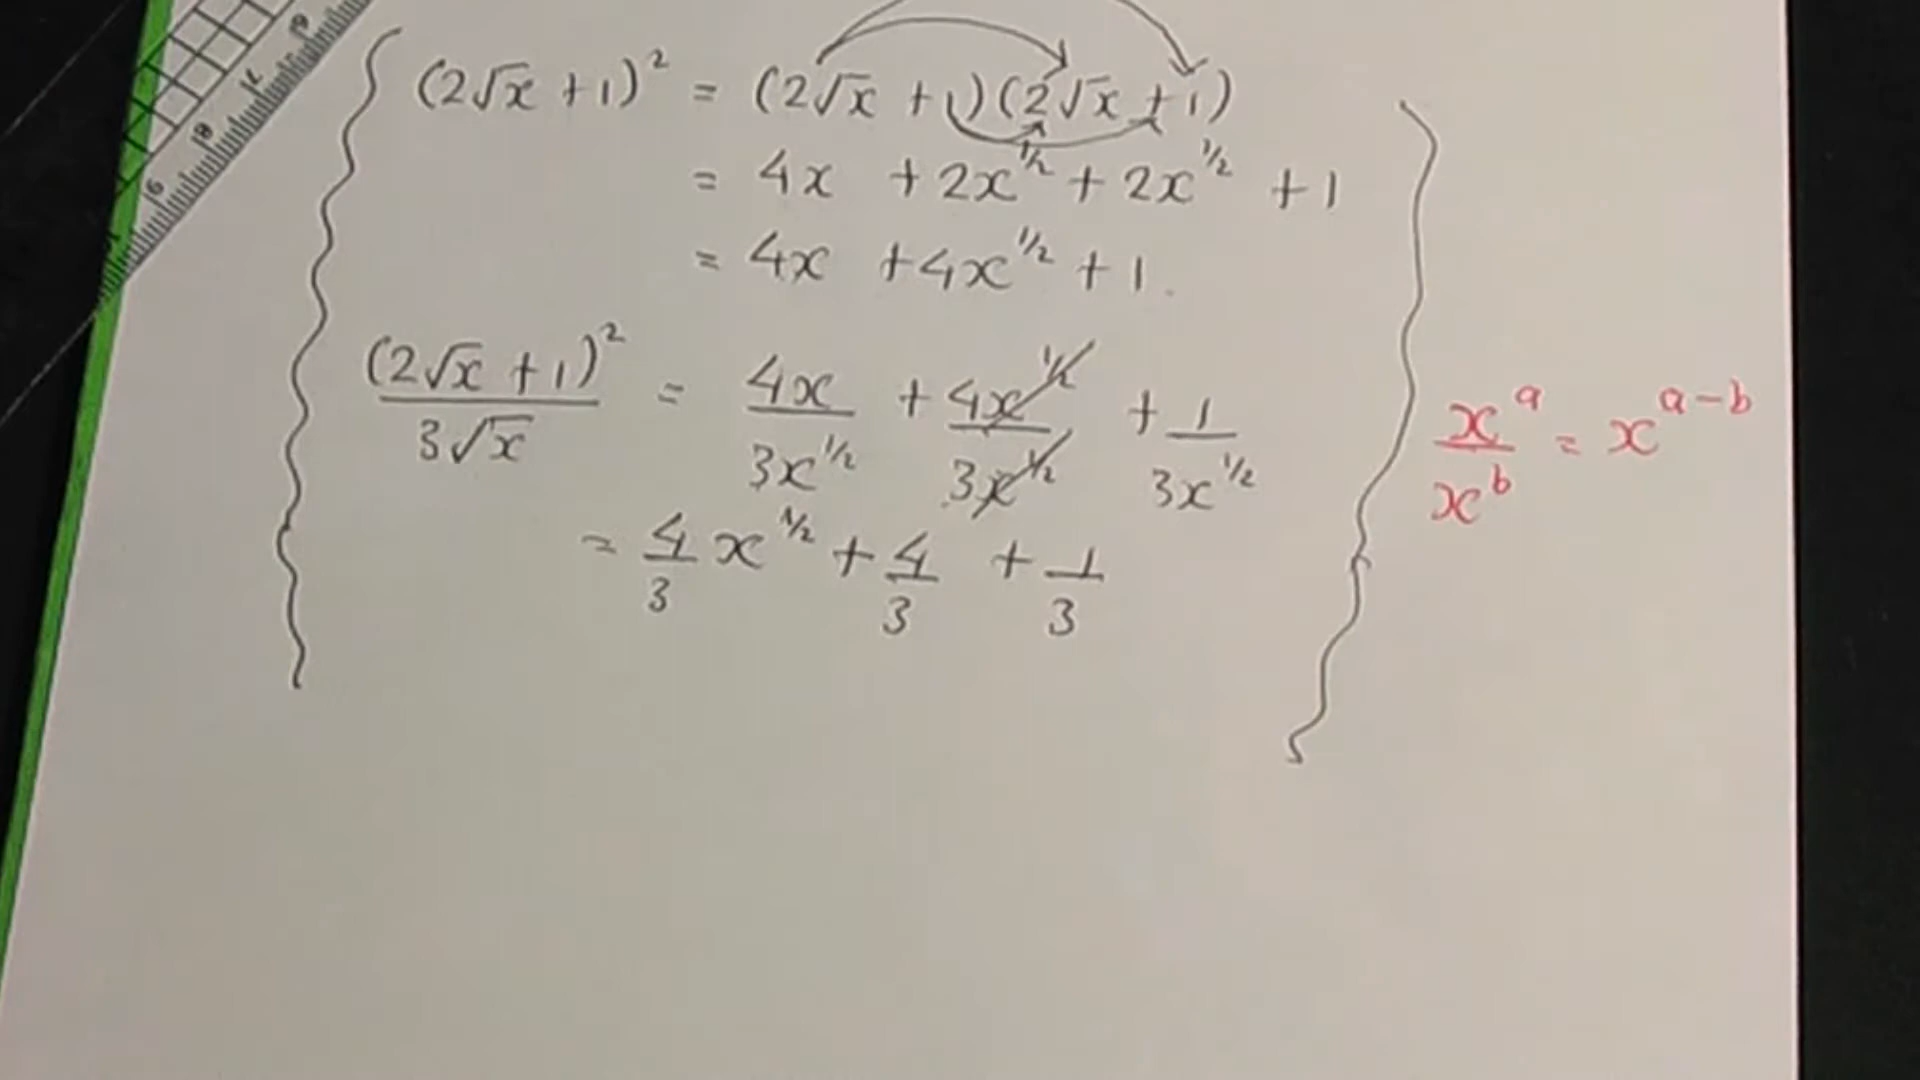 (2√x + 1)² = (2√x + 1)(2√x + 1)
= 4x + 2x^½ + 2x^½ + 1
= 4x + 4x^½ + 1.
(2√x + 1)² / 3√x = 4x / 3x^½ + 4x^½ / 3x^½ + 1 / 3x^½
x^a / x^b = x^(a-b)
= 4/3 x^½ + 4/3 + 1/3